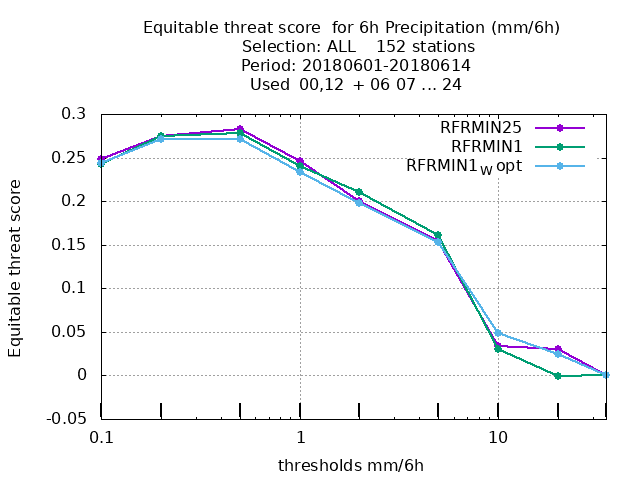 Equitable threat score  for 6h Precipitation (mm/6h)
Selection: ALL    152 stations
Period: 20180601-20180614
Used  00,12  + 06 07 ... 24
RFRMIN25
RFRMIN1
RFRMIN1W opt
Equitable threat score
0.3
0.25
0.2
0.15
0.1
0.05
0
-0.05
0.1 1 10
thresholds mm/6h